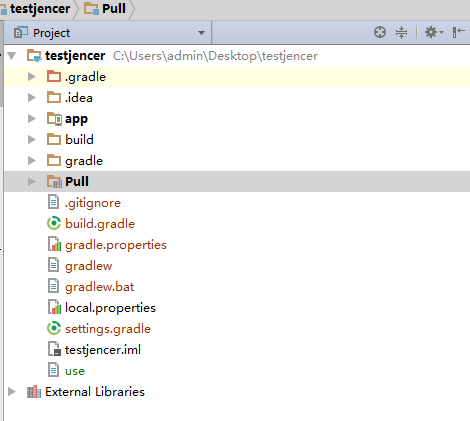 testjencer Pull
Project
testjencer C:\Users\admin\Desktop\testjencer
.gradle
.idea
app
build
gradle
Pull
.gitignore
build.gradle
gradle.properties
gradlew
gradlew.bat
local.properties
settings.gradle
testjencer.iml
use
External Libraries